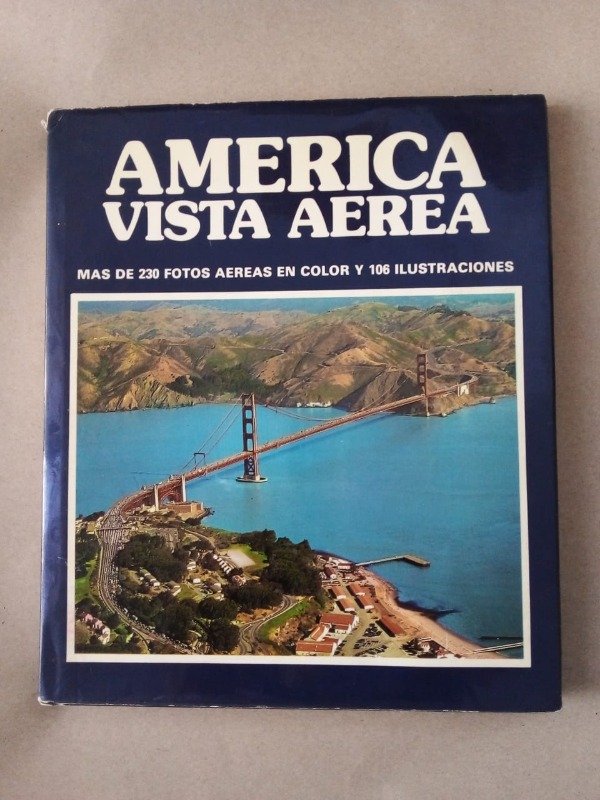 AMERICA
VISTA AEREA
MAS DE 230 FOTOS AEREAS EN COLOR Y 106 ILUSTRACIONES